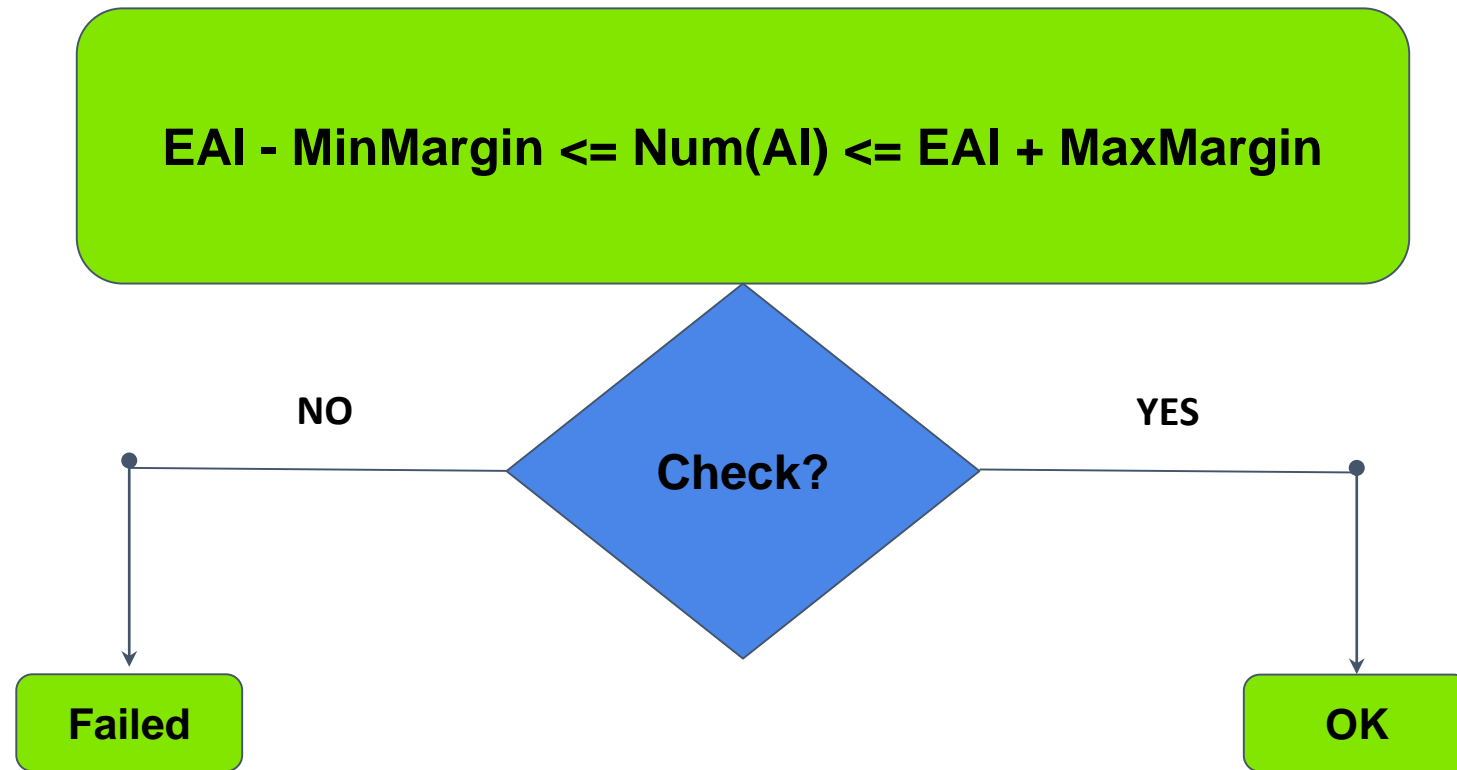 EAI - MinMargin <= Num(AI) <= EAI + MaxMargin
NO
YES
Check?
Failed
OK